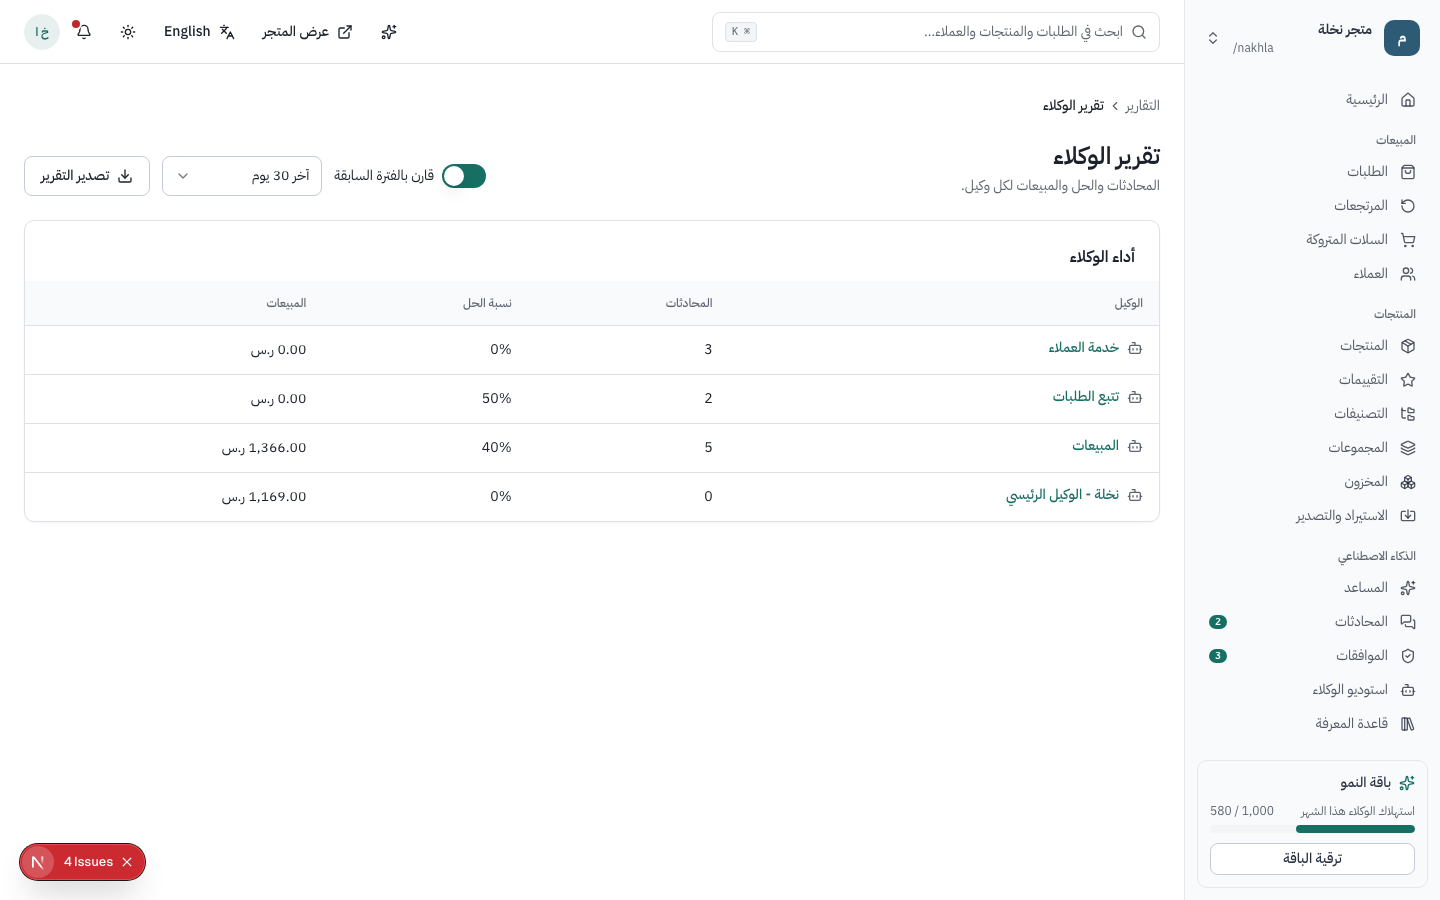 متجر نخلة
/nakhla
م
الرئيسية
المبيعات
الطلبات
المرتجعات
السلات المتروكة
العملاء
المنتجات
المنتجات
التقييمات
التصنيفات
المجموعات
المخزون
الاستيراد والتصدير
الذكاء الاصطناعي
المساعد
المحادثات 2
الموافقات 3
استوديو الوكلاء
قاعدة المعرفة
باقة النمو
استهلاك الوكلاء هذا الشهر 580 / 1,000
ترقية الباقة
ابحث في الطلبات والمنتجات والعملاء... ⌘ K
عرض المتجر
English
خ ا
التقارير › تقرير الوكلاء
تقرير الوكلاء
المحادثات والحل والمبيعات لكل وكيل.
قارن بالفترة السابقة
آخر 30 يوم
تصدير التقرير
أداء الوكلاء
الوكيل المحادثات نسبة الحل المبيعات
خدمة العملاء 3 0% 0.00 ر.س
تتبع الطلبات 2 50% 0.00 ر.س
المبيعات 5 40% 1,366.00 ر.س
نخلة - الوكيل الرئيسي 0 0% 1,169.00 ر.س
N 4 Issues